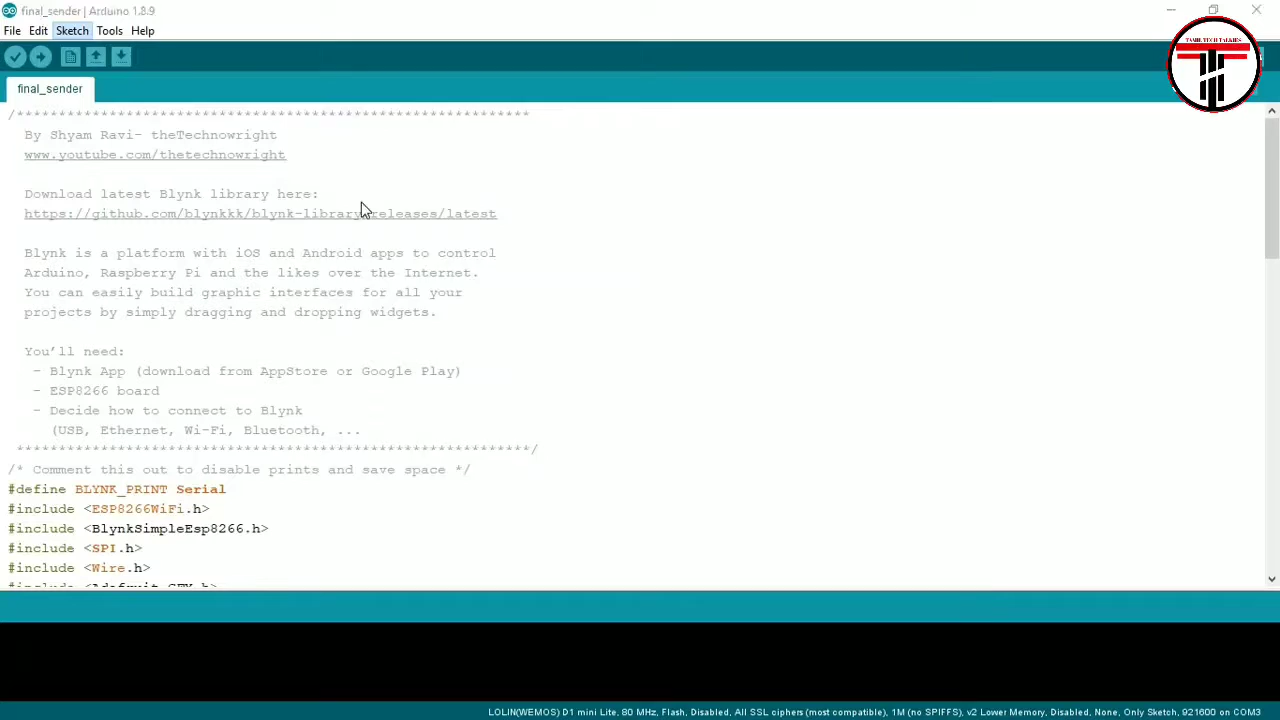 final_sender | Arduino 1.8.9
File Edit Sketch Tools Help
TAMIL TECH TALKIES
final_sender
/*************************************************************
By Shyam Ravi- theTechnowright
www.youtube.com/thetechnowright
Download latest Blynk library here:
https://github.com/blynkkk/blynk-library/releases/latest
Blynk is a platform with iOS and Android apps to control
Arduino, Raspberry Pi and the likes over the Internet.
You can easily build graphic interfaces for all your
projects by simply dragging and dropping widgets.
You'll need:
- Blynk App (download from AppStore or Google Play)
- ESP8266 board
- Decide how to connect to Blynk
(USB, Ethernet, Wi-Fi, Bluetooth, ...
*************************************************************/
/* Comment this out to disable prints and save space */
#define BLYNK_PRINT Serial
#include <ESP8266WiFi.h>
#include <BlynkSimpleEsp8266.h>
#include <SPI.h>
#include <Wire.h>
#include <Adafruit_GFX.h>
LOLIN(WEMOS) D1 mini Lite, 80 MHz, Flash, Disabled, All SSL ciphers (most compatible), 1M (no SPIFFS), v2 Lower Memory, Disabled, None, Only Sketch, 921600 on COM3